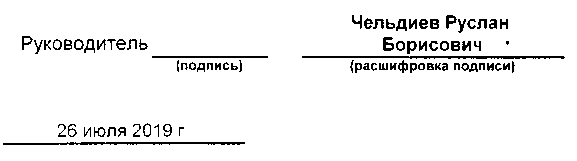 Чельдиев Руслан
Руководитель Борисович
(подпись) (расшифровка подписи)
26 июля 2019 г